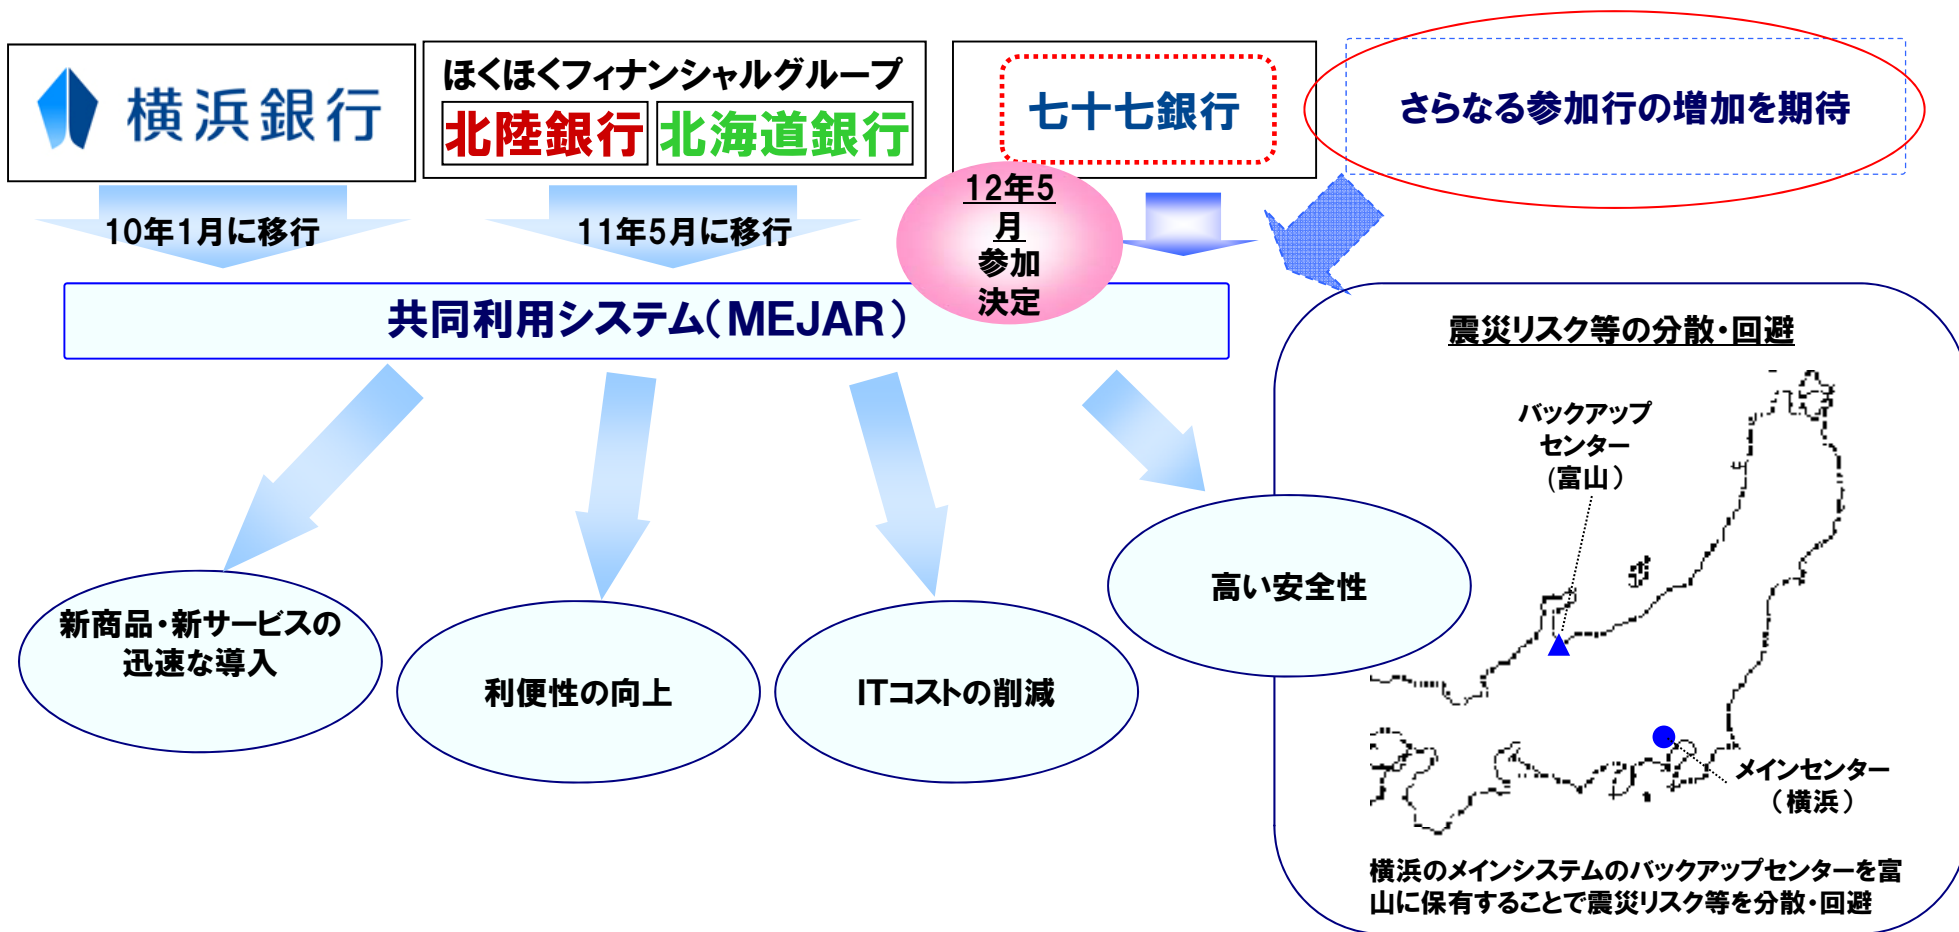 横浜銀行
ほくほくフィナンシャルグループ
北陸銀行 北海道銀行
七十七銀行
さらなる参加行の増加を期待
10年1月に移行
11年5月に移行
12年5
月
参加
決定
共同利用システム(MEJAR)
新商品・新サービスの
迅速な導入
利便性の向上
ITコストの削減
高い安全性
震災リスク等の分散・回避
バックアップ
センター
(富山)
メインセンター
(横浜)
横浜のメインシステムのバックアップセンターを富
山に保有することで震災リスク等を分散・回避